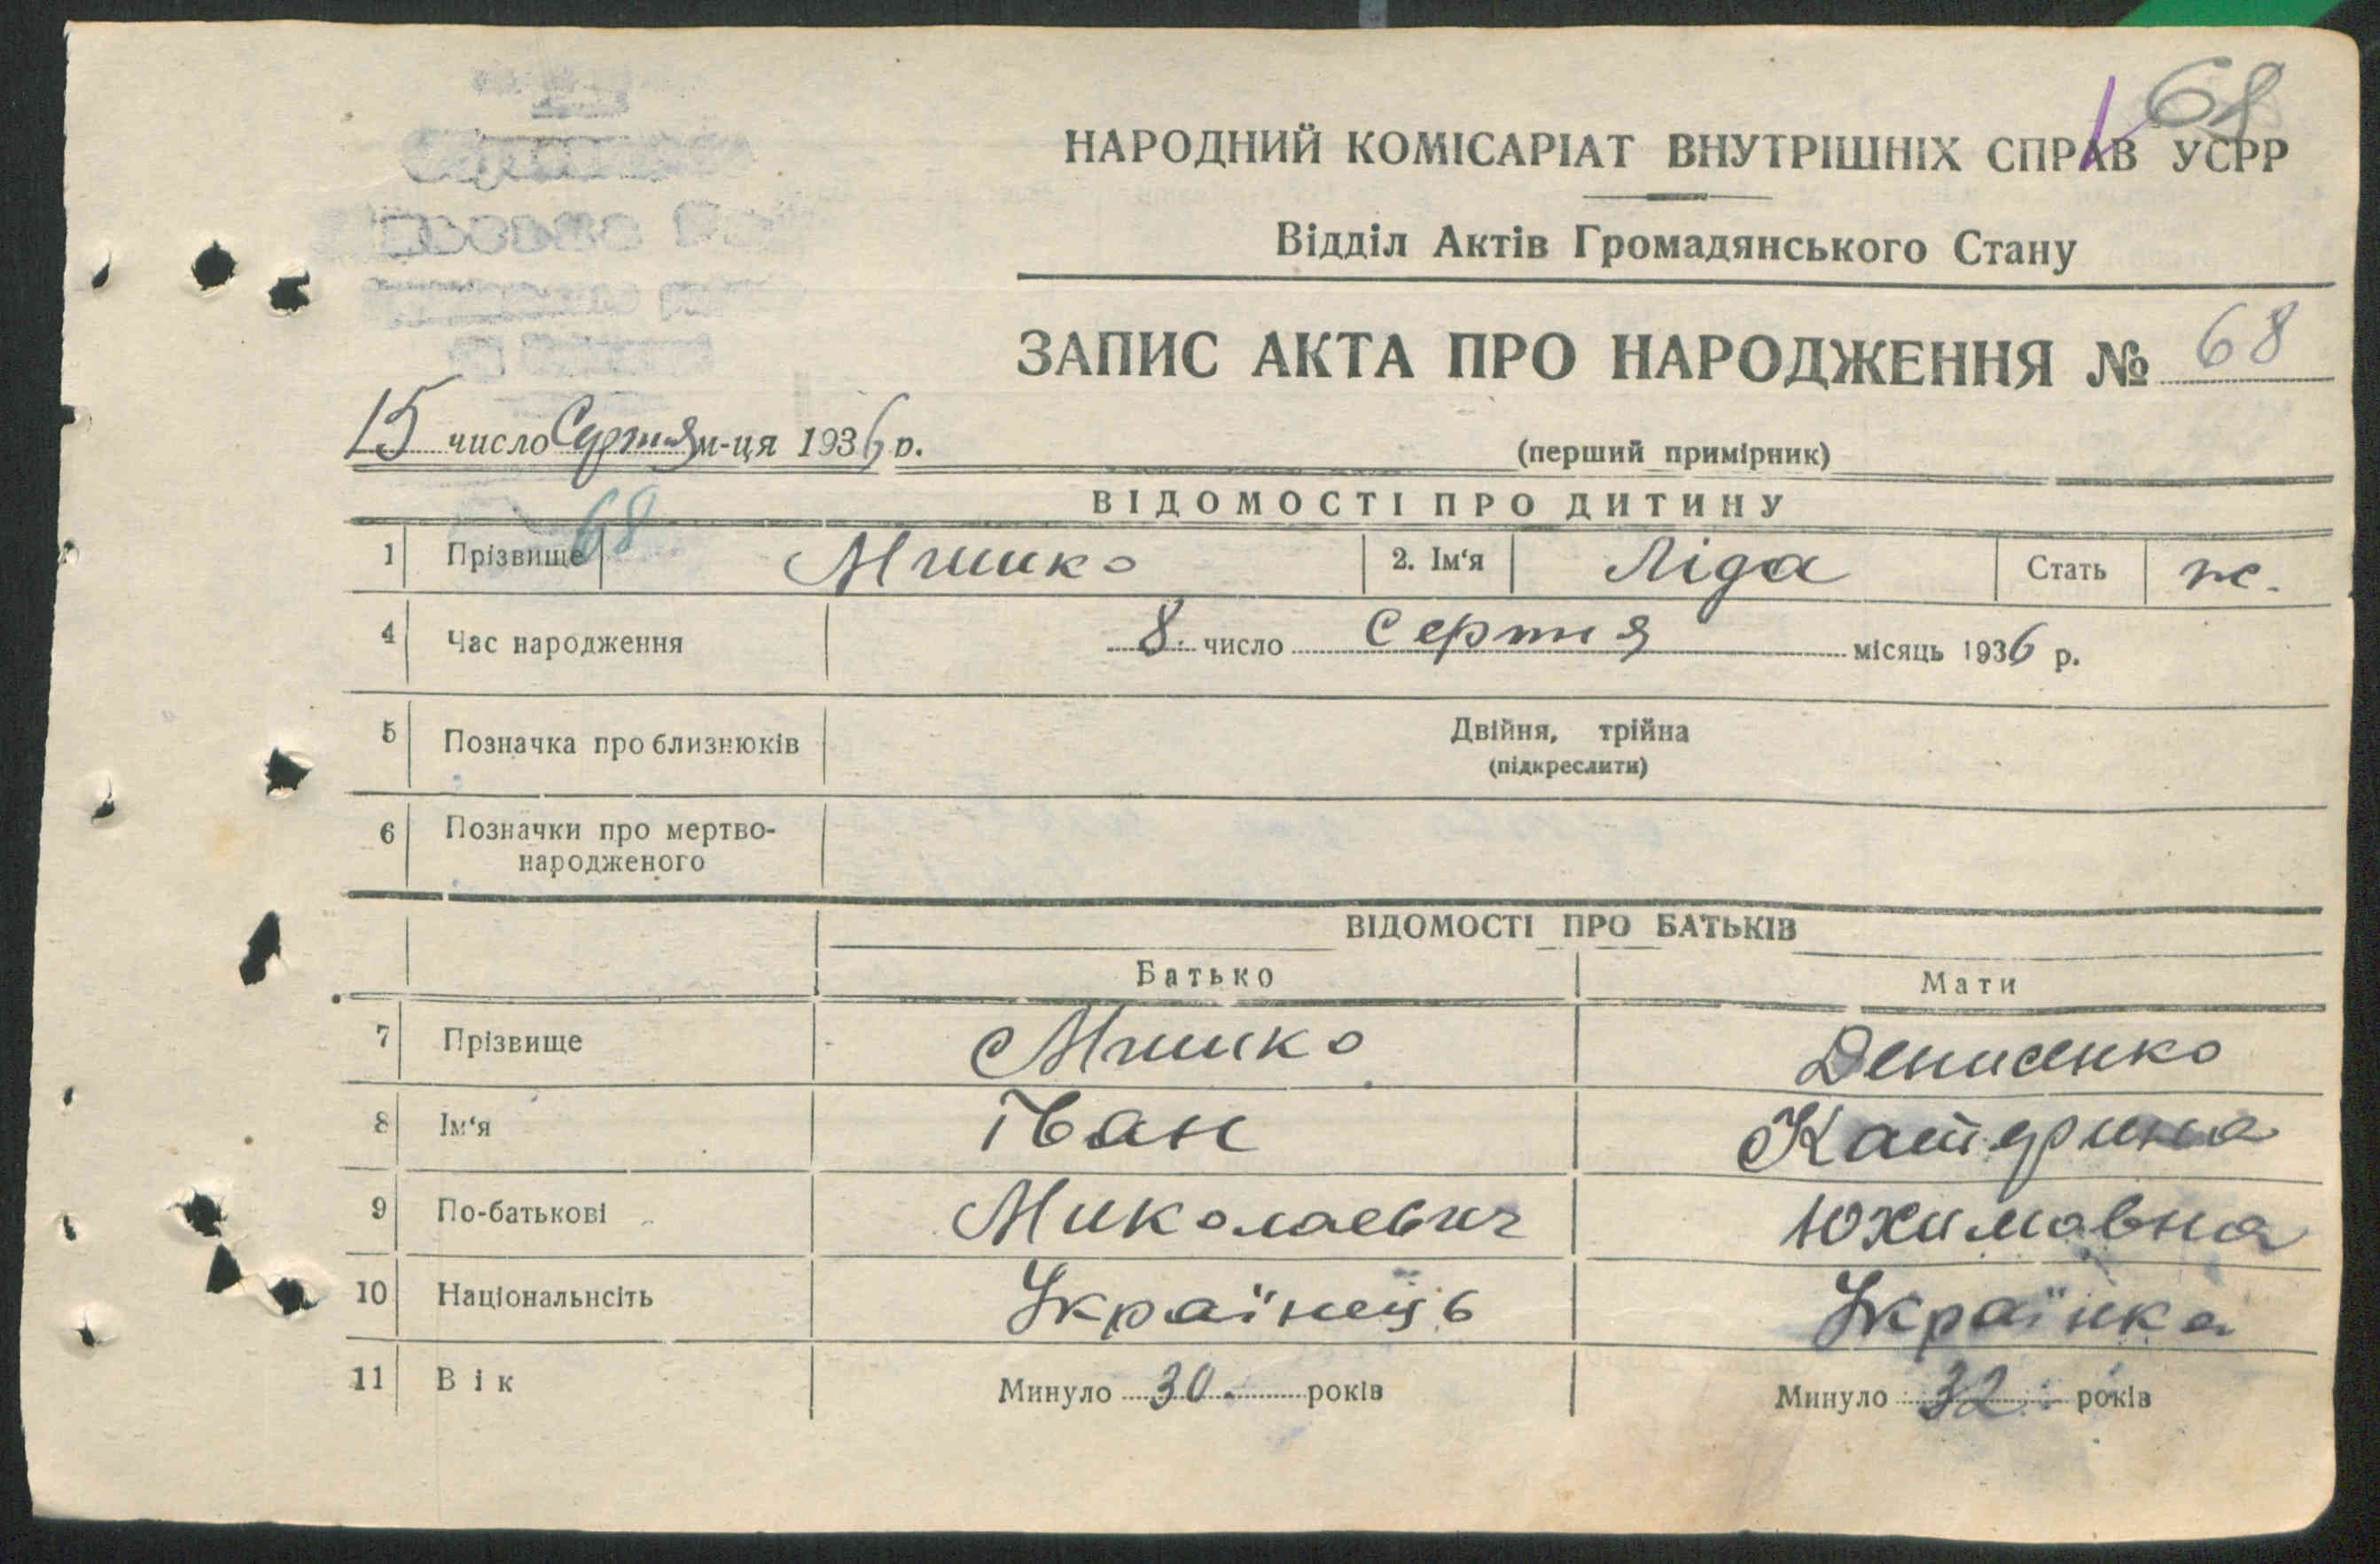 68
НАРОДНИЙ КОМІСАРІАТ ВНУТРІШНІХ СПРАВ УСРР
Відділ Актів Громадянського Стану
ЗАПИС АКТА ПРО НАРОДЖЕННЯ № 68
15 число Серпня м-ця 1936 р.
(перший примірник)
ВІДОМОСТІ ПРО ДИТИНУ
68
1 Прізвище Мишко 2. Ім‘я Ліда Стать ж.
4 Час народження 8. число Серпня місяць 1936 р.
5 Позначка про близнюків Двійня, трійна
(підкреслити)
6 Позначки про мертво-
народженого
ВІДОМОСТІ ПРО БАТЬКІВ
Батько Мати
7 Прізвище Мишко Денисенко
8 Ім‘я Іван Катерина
9 По-батькові Миколаевич Юхимовна
10 Національнсіть Українець Українка
11 Вік Минуло 30. років Минуло 32 років